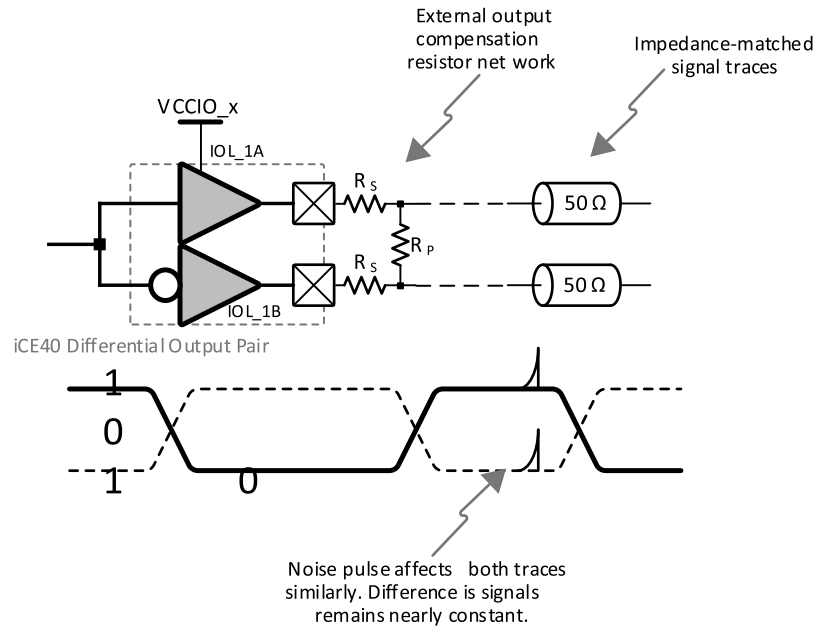 External output
compensation
resistor net work
Impedance-matched
signal traces
VCCIO_x
IOL_1A
RS
50 Ω
RP
RS
50 Ω
IOL_1B
iCE40 Differential Output Pair
1
0
1
0
Noise pulse affects both traces
similarly. Difference is signals
remains nearly constant.